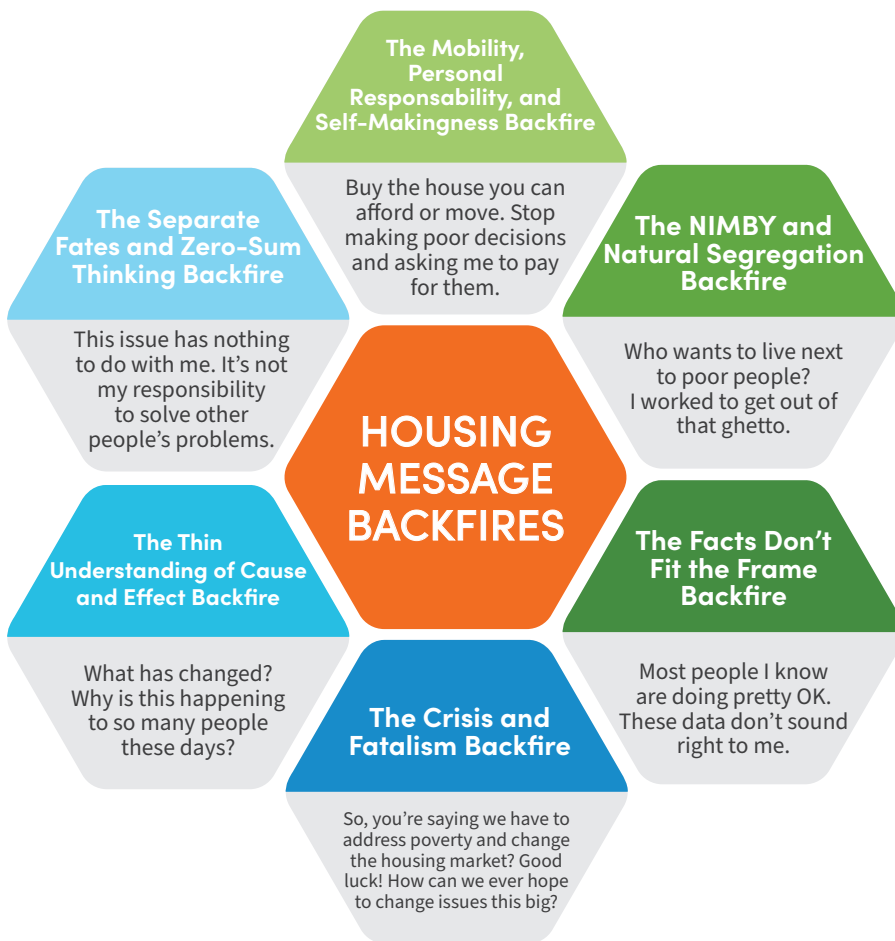 The Mobility,
Personal
Responsability, and
Self-Makingness Backfire
Buy the house you can
afford or move. Stop
making poor decisions
and asking me to pay
for them.
The Separate
Fates and Zero-Sum
Thinking Backfire
This issue has nothing
to do with me. It’s not
my responsibility
to solve other
people’s problems.
The NIMBY and
Natural Segregation
Backfire
Who wants to live next
to poor people?
I worked to get out of
that ghetto.
HOUSING
MESSAGE
BACKFIRES
The Thin
Understanding of Cause
and Effect Backfire
What has changed?
Why is this happening
to so many people
these days?
The Facts Don’t
Fit the Frame
Backfire
Most people I know
are doing pretty OK.
These data don’t sound
right to me.
The Crisis and
Fatalism Backfire
So, you’re saying we have to
address poverty and change
the housing market? Good
luck! How can we ever hope
to change issues this big?